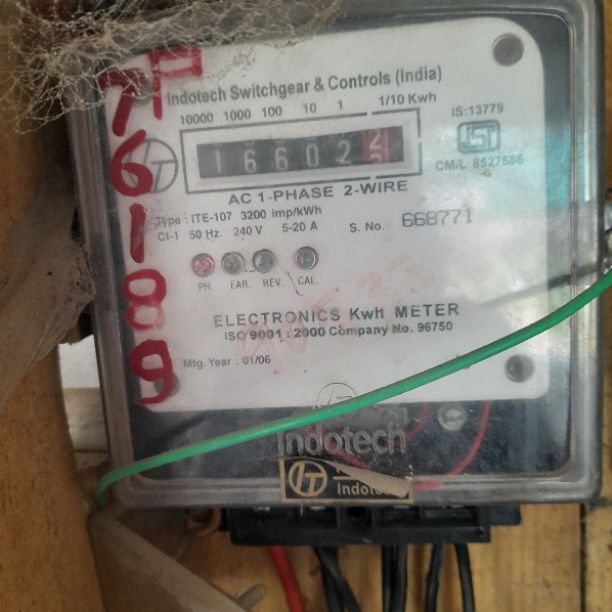 P
7
6
1
8
9
Indotech Switchgear & Controls (India)
10000 1000 100 10 1 1/10 Kwh
IS:13779
1 6 6 0 2 2
CM/L 8527586
AC 1-PHASE 2-WIRE
Type : ITE-107 3200 imp/kWh
Cl-1 50 Hz. 240 V 5-20 A
S. No. 668771
PH. EAR. REV. CAL.
ELECTRONICS Kwh METER
ISO 9001 : 2000 Company No. 96750
Mfg. Year : 01/06
Indotech
IT